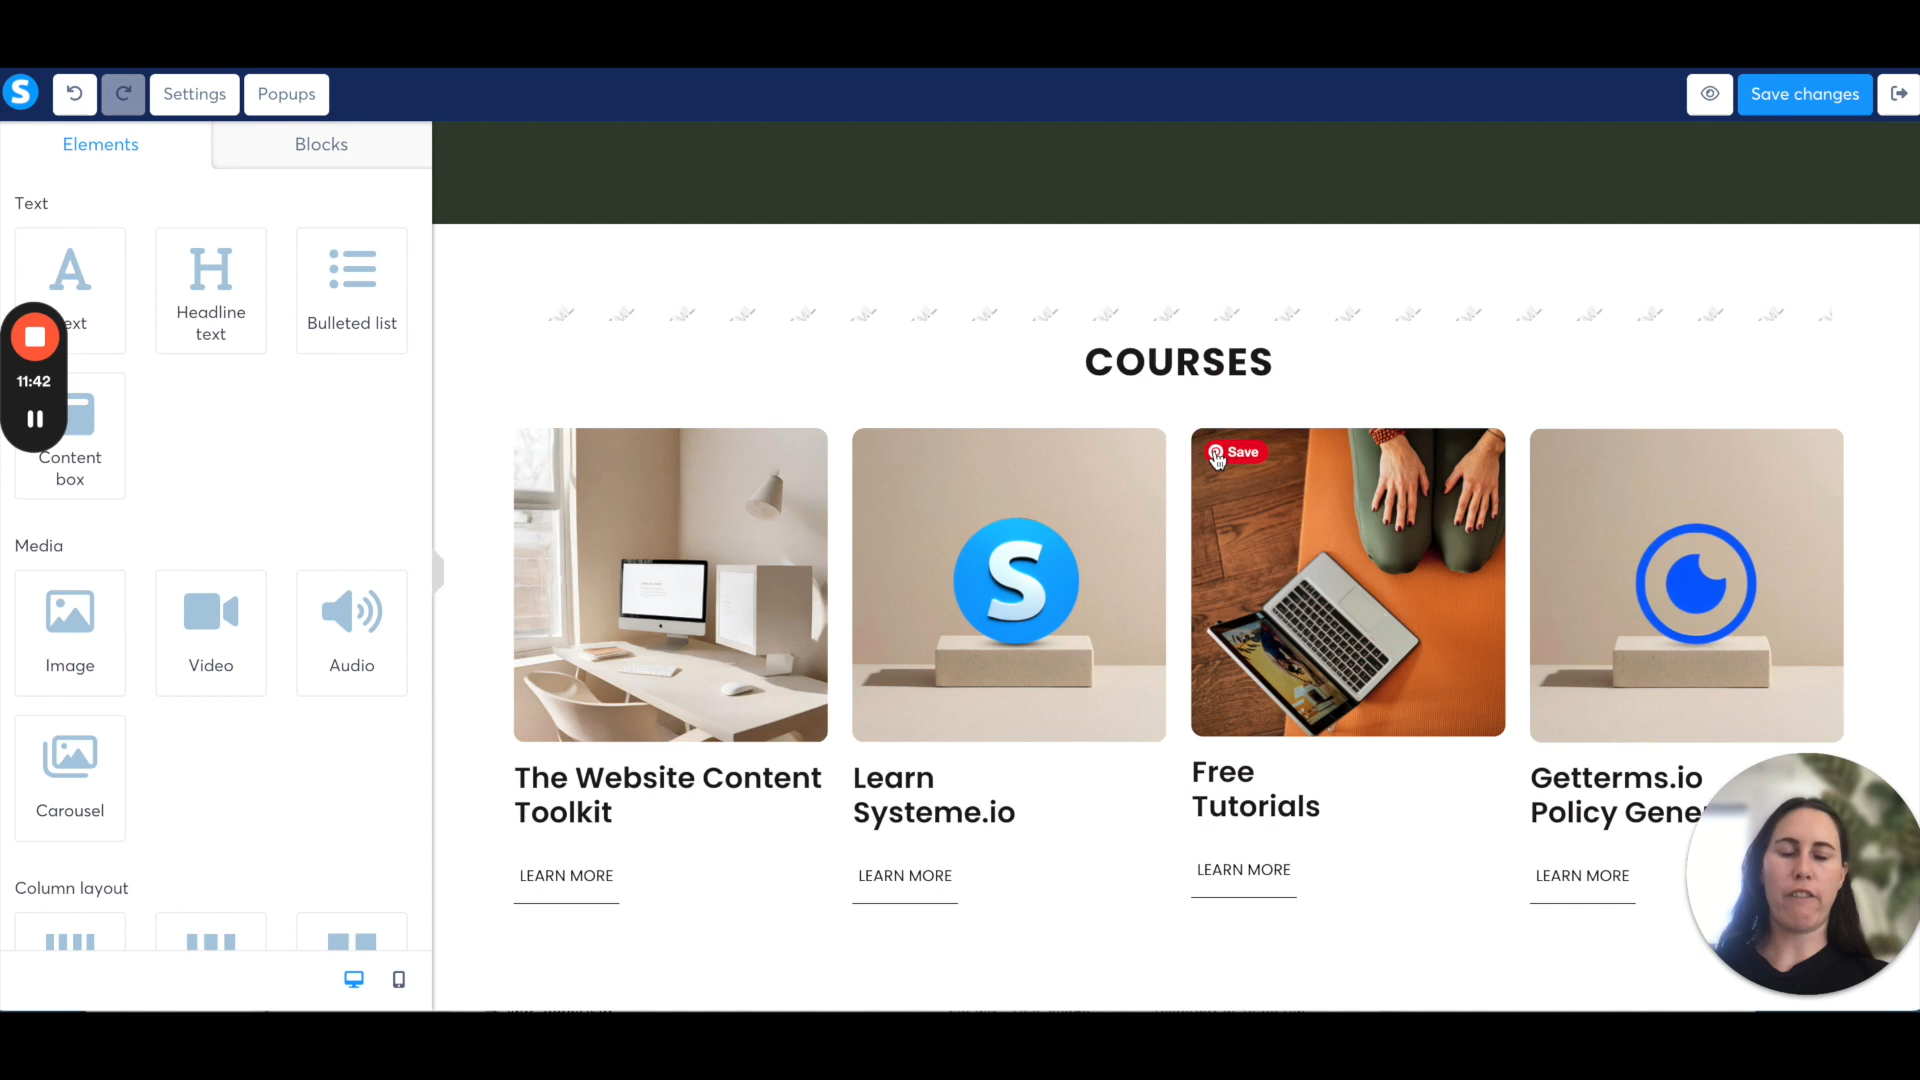 S
Settings
Popups
Save changes
Elements
Blocks
Text
Headline
text
Bulleted list
11:42
Content
box
Media
Image
Video
Audio
Carousel
Column layout
COURSES
Save
S
The Website Content
Toolkit
LEARN MORE
Learn
Systeme.io
LEARN MORE
Free
Tutorials
LEARN MORE
Getterms.io
Policy
LEARN MORE